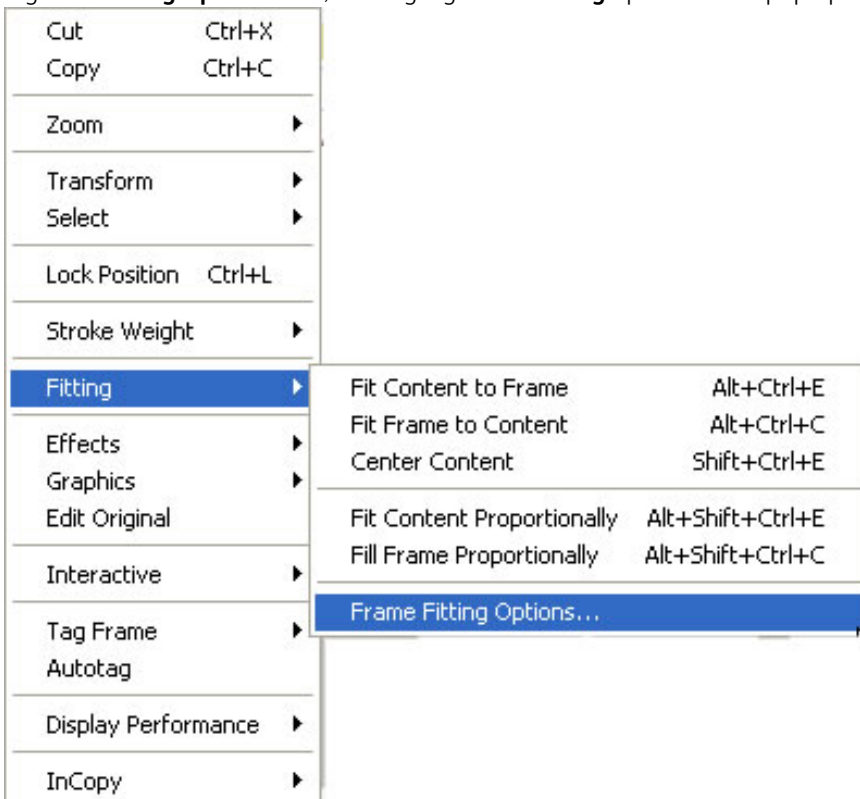 Cut Ctrl+X
Copy Ctrl+C
Zoom
Transform
Select
Lock Position Ctrl+L
Stroke Weight
Fitting
Effects
Graphics
Edit Original
Interactive
Tag Frame
Autotag
Display Performance
InCopy
Fit Content to Frame Alt+Ctrl+E
Fit Frame to Content Alt+Ctrl+C
Center Content Shift+Ctrl+E
Fit Content Proportionally Alt+Shift+Ctrl+E
Fill Frame Proportionally Alt+Shift+Ctrl+C
Frame Fitting Options...